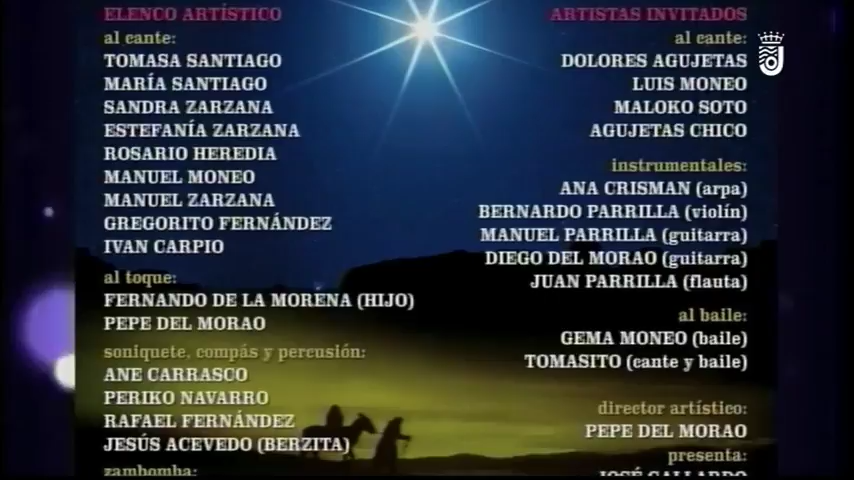 ELENCO ARTÍSTICO
al cante:
TOMASA SANTIAGO
MARÍA SANTIAGO
SANDRA ZARZANA
ESTEFANÍA ZARZANA
ROSARIO HEREDIA
MANUEL MONEO
MANUEL ZARZANA
GREGORITO FERNÁNDEZ
IVAN CARPIO
al toque:
FERNANDO DE LA MORENA (HIJO)
PEPE DEL MORAO
soniquete, compás y percusión:
ANE CARRASCO
PERIKO NAVARRO
RAFAEL FERNÁNDEZ
JESÚS ACEVEDO (BERZITA)
zambomba:
ARTISTAS INVITADOS
al cante:
DOLORES AGUJETAS
LUIS MONEO
MALOKO SOTO
AGUJETAS CHICO
instrumentales:
ANA CRISMAN (arpa)
BERNARDO PARRILLA (violín)
MANUEL PARRILLA (guitarra)
DIEGO DEL MORAO (guitarra)
JUAN PARRILLA (flauta)
al baile:
GEMA MONEO (baile)
TOMASITO (cante y baile)
director artístico:
PEPE DEL MORAO
presenta:
JOSÉ GALLARDO